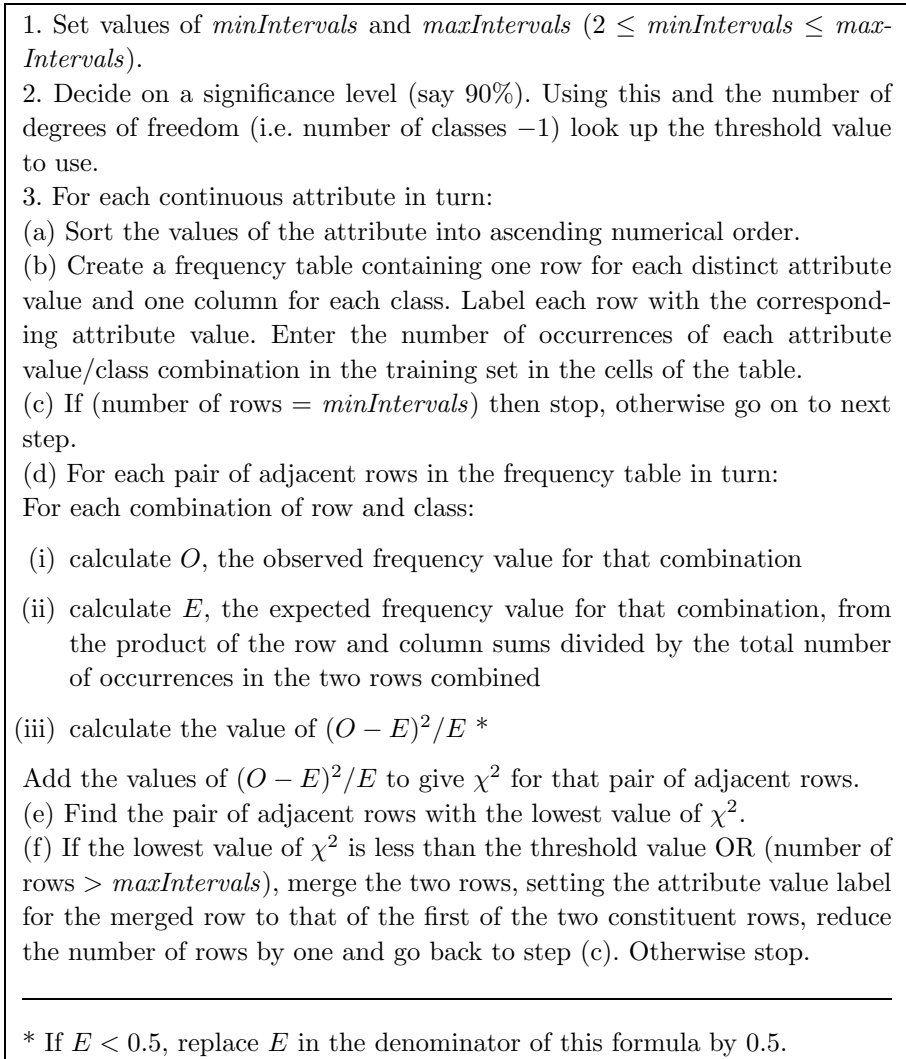 1. Set values of minIntervals and maxIntervals (2 ≤ minIntervals ≤ max-
Intervals).
2. Decide on a significance level (say 90%). Using this and the number of
degrees of freedom (i.e. number of classes −1) look up the threshold value
to use.
3. For each continuous attribute in turn:
(a) Sort the values of the attribute into ascending numerical order.
(b) Create a frequency table containing one row for each distinct attribute
value and one column for each class. Label each row with the correspond-
ing attribute value. Enter the number of occurrences of each attribute
value/class combination in the training set in the cells of the table.
(c) If (number of rows = minIntervals) then stop, otherwise go on to next
step.
(d) For each pair of adjacent rows in the frequency table in turn:
For each combination of row and class:
(i) calculate O, the observed frequency value for that combination
(ii) calculate E, the expected frequency value for that combination, from
the product of the row and column sums divided by the total number
of occurrences in the two rows combined
(iii) calculate the value of (O − E)²/E *
Add the values of (O − E)²/E to give χ² for that pair of adjacent rows.
(e) Find the pair of adjacent rows with the lowest value of χ².
(f) If the lowest value of χ² is less than the threshold value OR (number of
rows > maxIntervals), merge the two rows, setting the attribute value label
for the merged row to that of the first of the two constituent rows, reduce
the number of rows by one and go back to step (c). Otherwise stop.
* If E < 0.5, replace E in the denominator of this formula by 0.5.